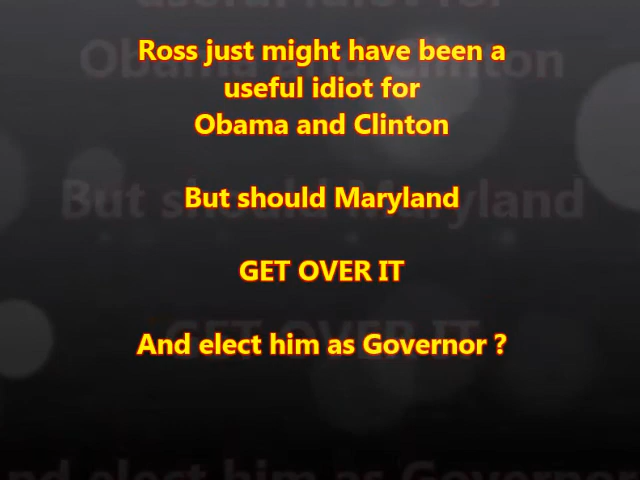 Ross just might have been a
useful idiot for
Obama and Clinton
But should Maryland
GET OVER IT
And elect him as Governor ?